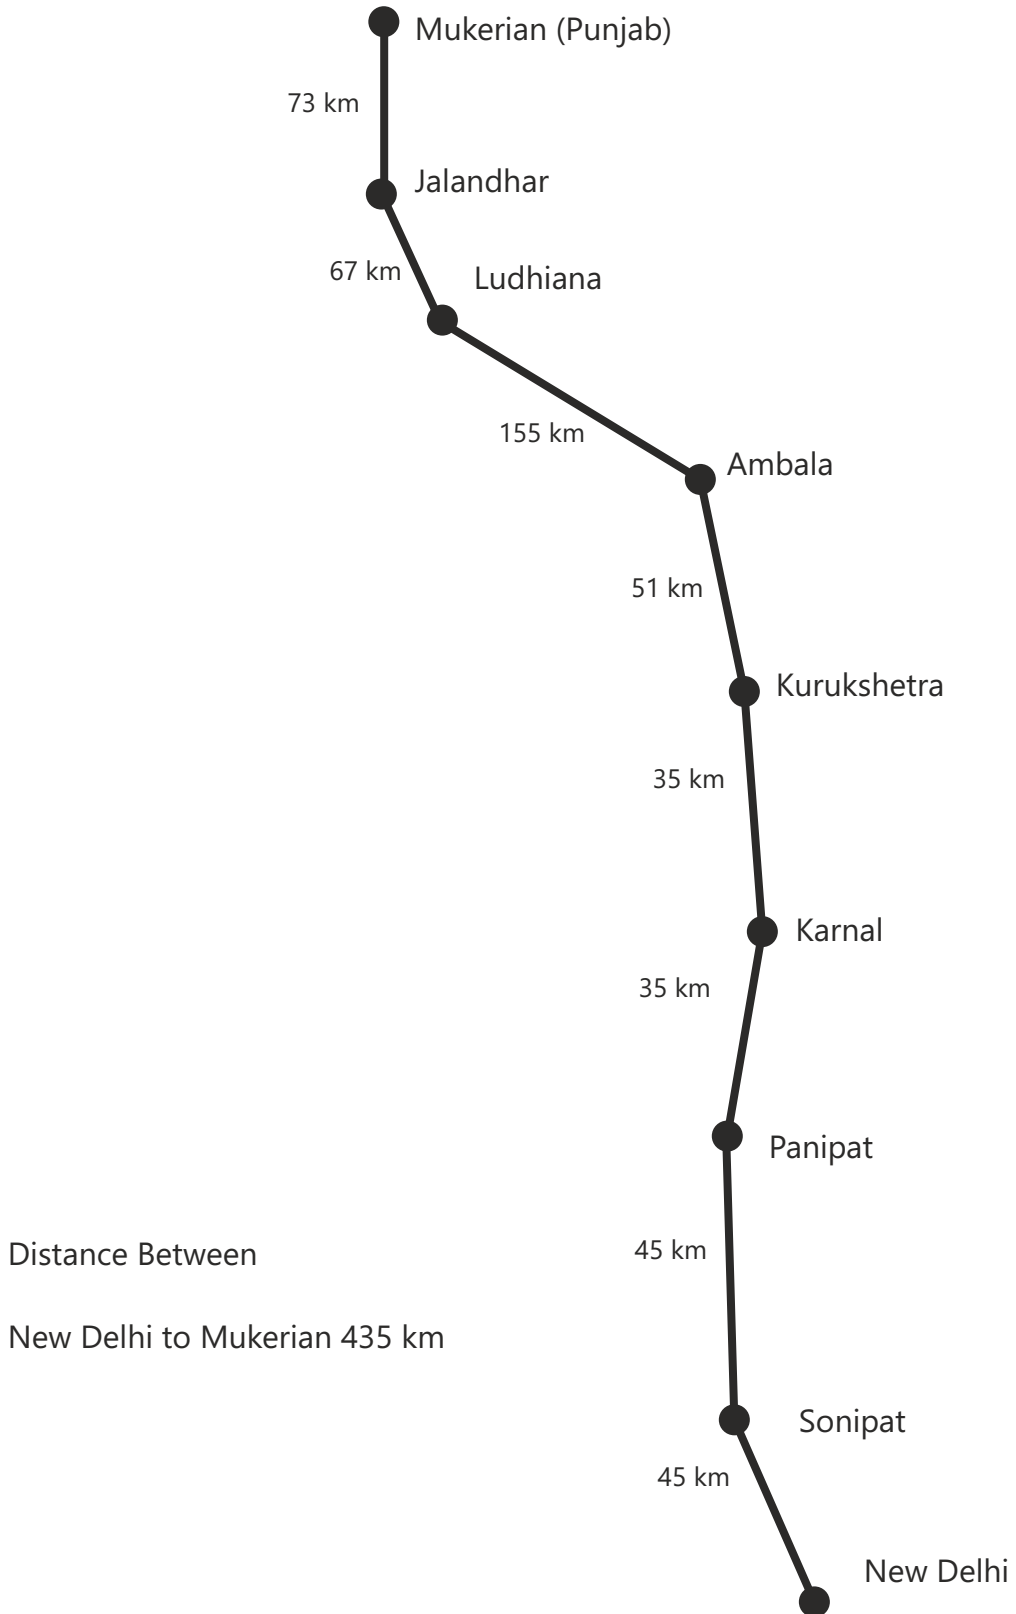 Mukerian (Punjab)
73 km
Jalandhar
67 km
Ludhiana
155 km
Ambala
51 km
Kurukshetra
35 km
Karnal
35 km
Panipat
45 km
Distance Between
New Delhi to Mukerian 435 km
Sonipat
45 km
New Delhi